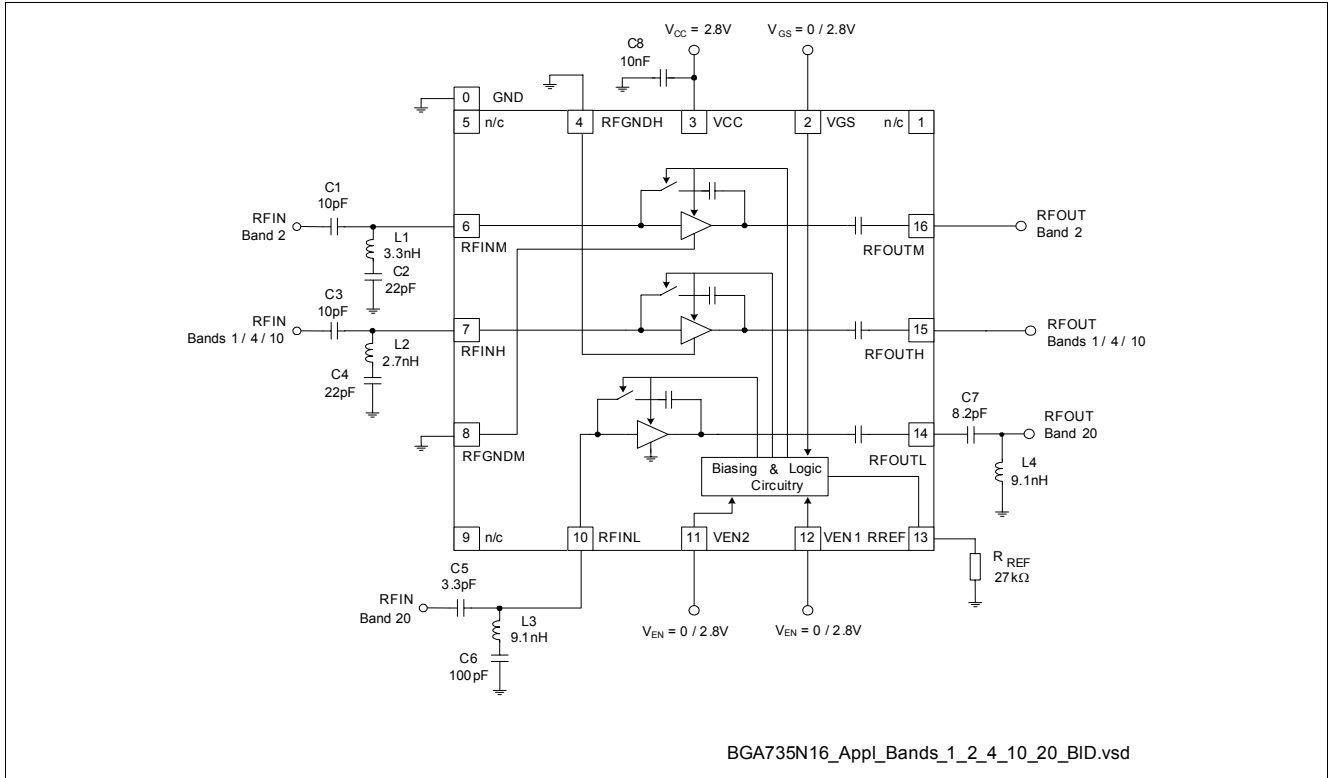 V_CC = 2.8V
V_GS = 0 / 2.8V
C8
10nF
0
GND
5
n/c
4
RFGNDH
3
VCC
2
VGS
n/c
1
C1
10pF
RFIN
Band 2
6
RFINM
L1
3.3nH
C2
22pF
16
RFOUTM
RFOUT
Band 2
C3
10pF
RFIN
Bands 1 / 4 / 10
7
RFINH
L2
2.7nH
C4
22pF
15
RFOUTH
RFOUT
Bands 1 / 4 / 10
8
RFGNDM
14
RFOUTL
C7
8.2pF
RFOUT
Band 20
L4
9.1nH
Biasing & Logic
Circuitry
9
n/c
10
RFINL
11
VEN2
12
VEN1
RREF
13
R_REF
27kΩ
C5
3.3pF
RFIN
Band 20
L3
9.1nH
C6
100pF
V_EN = 0 / 2.8V
V_EN = 0 / 2.8V
BGA735N16_Appl_Bands_1_2_4_10_20_BID.vsd